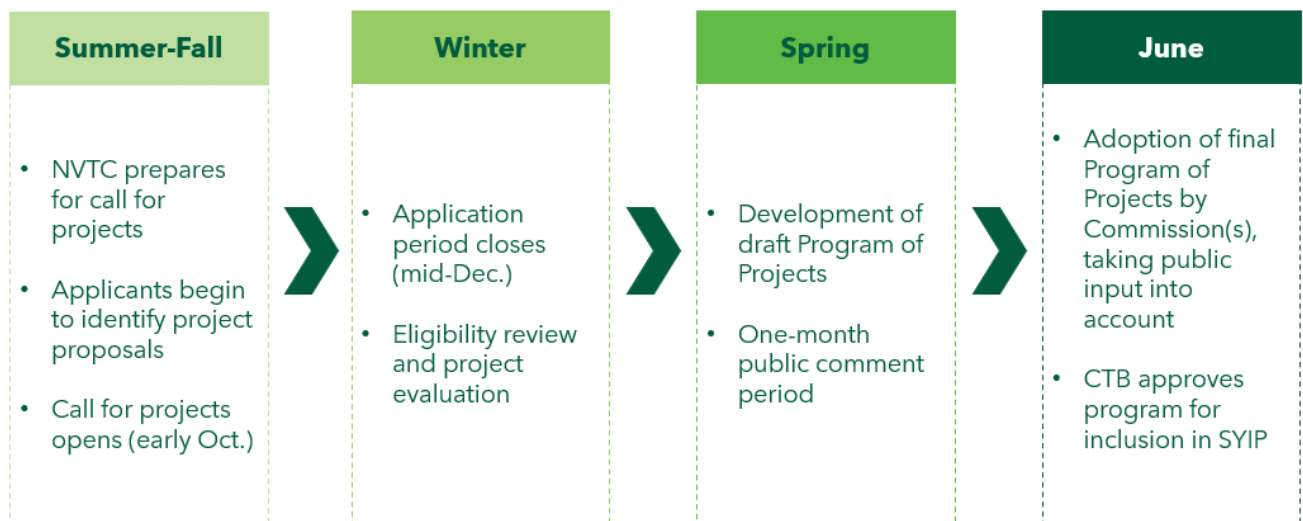 Summer-Fall
• NVTC prepares
for call for
projects
• Applicants begin
to identify project
proposals
• Call for projects
opens (early Oct.)
Winter
• Application
period closes
(mid-Dec.)
• Eligibility review
and project
evaluation
Spring
• Development of
draft Program of
Projects
• One-month
public comment
period
June
• Adoption of final
Program of
Projects by
Commission(s),
taking public
input into
account
• CTB approves
program for
inclusion in SYIP